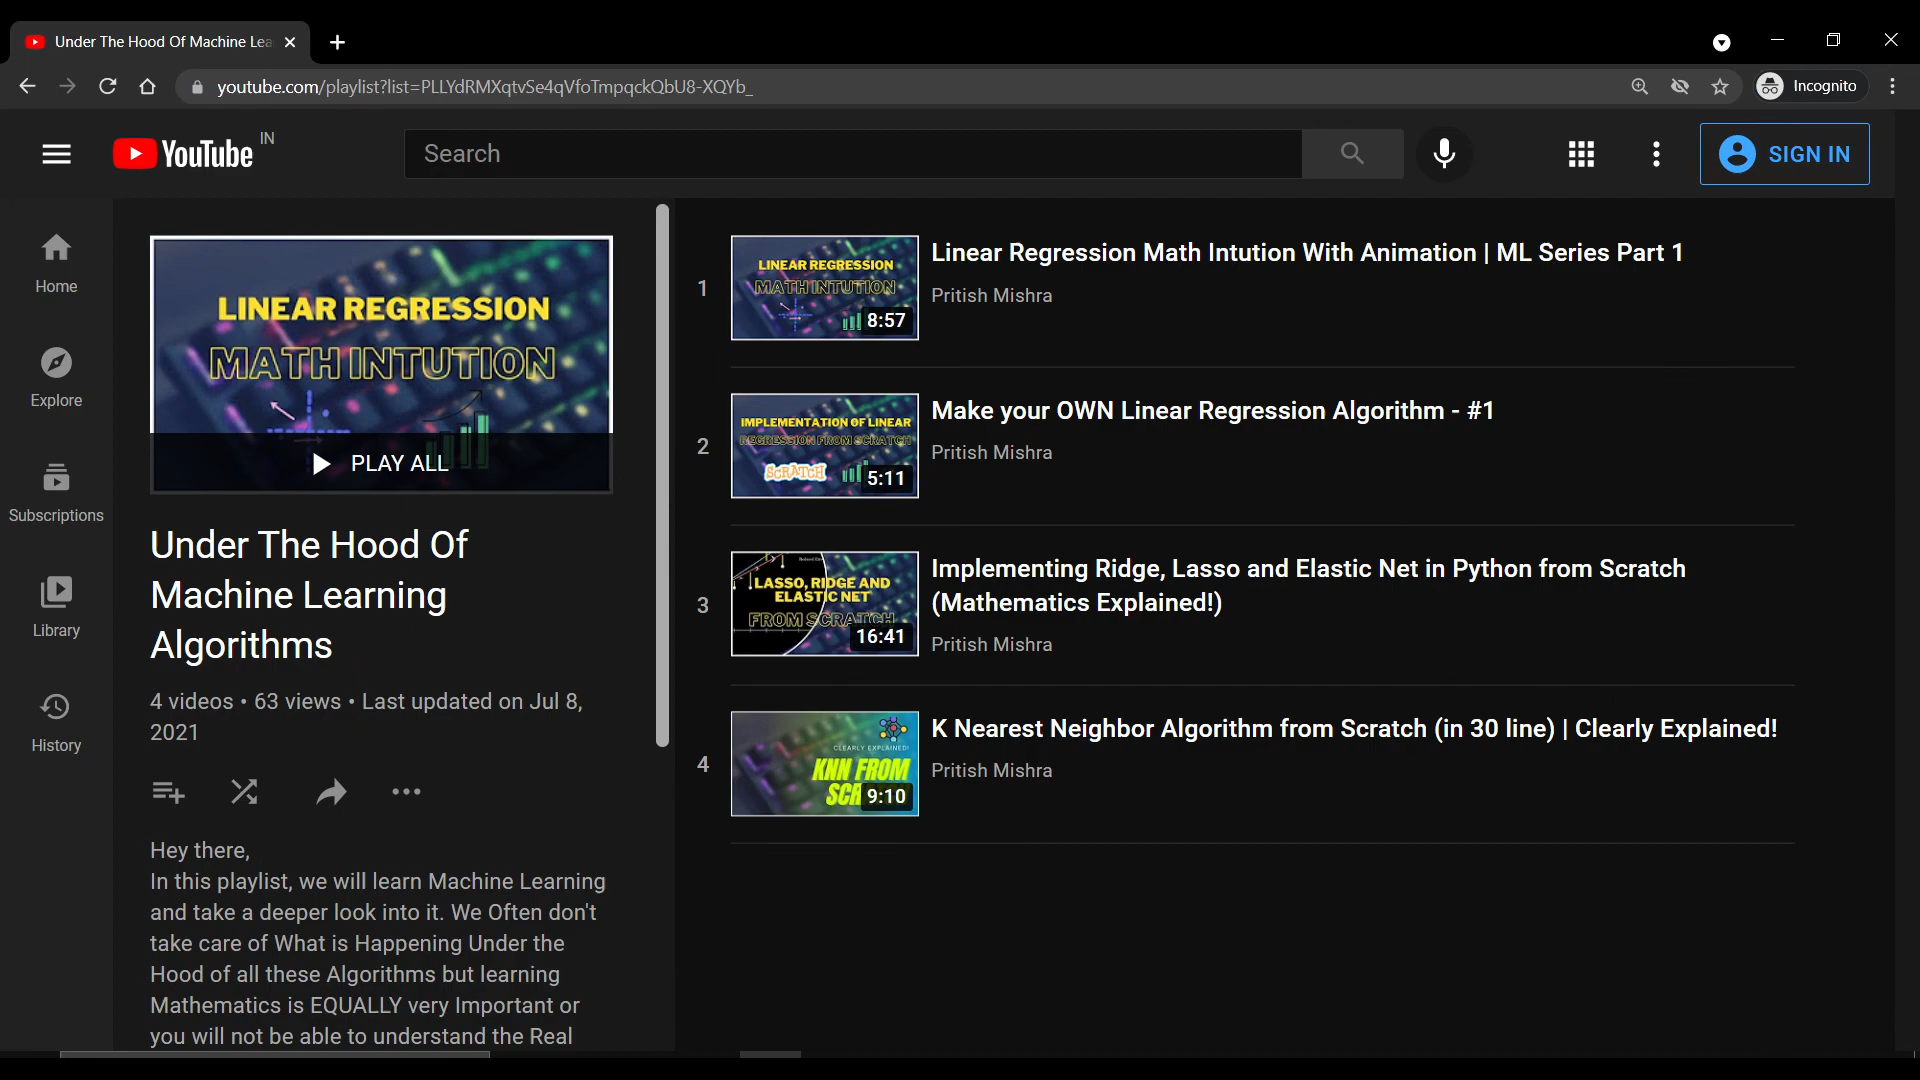 Under The Hood Of Machine Lea
youtube.com/playlist?list=PLLYdRMXqtvSe4qVfoTmpqckQbU8-XQYb_
Incognito
YouTube IN
Search
SIGN IN
Home
Explore
Subscriptions
Library
History
LINEAR REGRESSION
MATH INTUTION
PLAY ALL
Under The Hood Of
Machine Learning
Algorithms
4 videos • 63 views • Last updated on Jul 8,
2021
Hey there,
In this playlist, we will learn Machine Learning
and take a deeper look into it. We Often don't
take care of What is Happening Under the
Hood of all these Algorithms but learning
Mathematics is EQUALLY very Important or
you will not be able to understand the Real
1
LINEAR REGRESSION
MATH INTUTION
8:57
Linear Regression Math Intution With Animation | ML Series Part 1
Pritish Mishra
2
IMPLEMENTATION OF LINEAR
REGRESSION FROM SCRATCH
SCRATCH
5:11
Make your OWN Linear Regression Algorithm - #1
Pritish Mishra
3
LASSO, RIDGE AND
ELASTIC NET
FROM SCRATCH
16:41
Implementing Ridge, Lasso and Elastic Net in Python from Scratch
(Mathematics Explained!)
Pritish Mishra
4
CLEARLY EXPLAINED!
KNN FROM
SCR
9:10
K Nearest Neighbor Algorithm from Scratch (in 30 line) | Clearly Explained!
Pritish Mishra